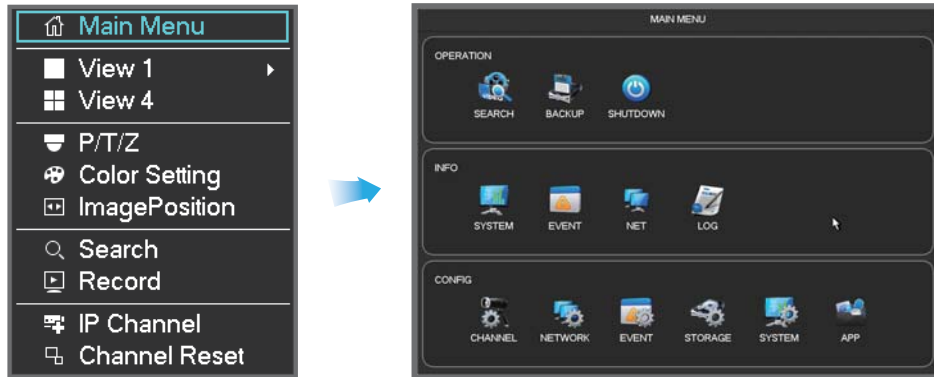 Main Menu
View 1
View 4
P/T/Z
Color Setting
ImagePosition
Search
Record
IP Channel
Channel Reset
MAIN MENU
OPERATION
SEARCH BACKUP SHUTDOWN
INFO
SYSTEM EVENT NET LOG
CONFIG
CHANNEL NETWORK EVENT STORAGE SYSTEM APP